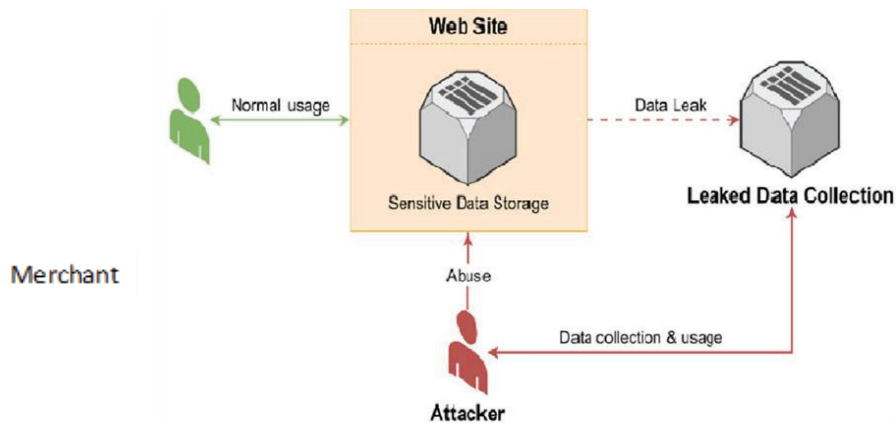 Web Site
Normal usage
Data Leak
Sensitive Data Storage
Leaked Data Collection
Merchant
Abuse
Data collection & usage
Attacker